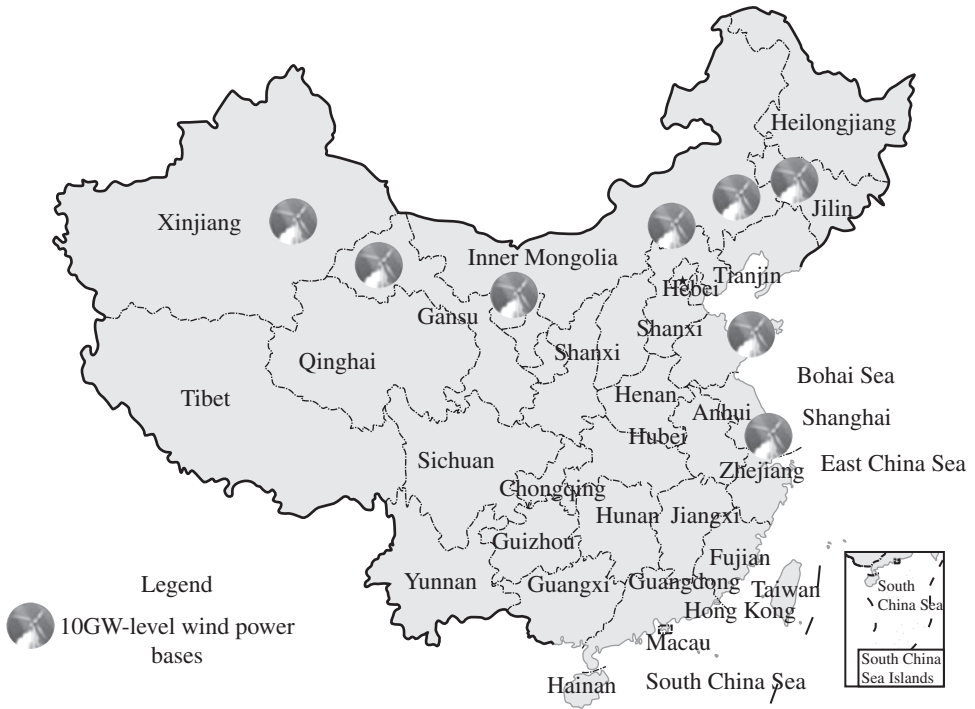 Heilongjiang
Jilin
Xinjiang
Inner Mongolia
Tianjin
Hebei
Gansu
Shanxi
Shanxi
Qinghai
Bohai Sea
Tibet
Henan
Anhui
Shanghai
Hubei
Sichuan
Zhejiang
East China Sea
Chongqing
Hunan
Jiangxi
Guizhou
Fujian
Yunnan
Guangxi
Guangdong
Taiwan
Hong Kong
Macau
Hainan
South China Sea
South
China Sea
South China
Sea Islands
Legend
10GW-level wind power
bases